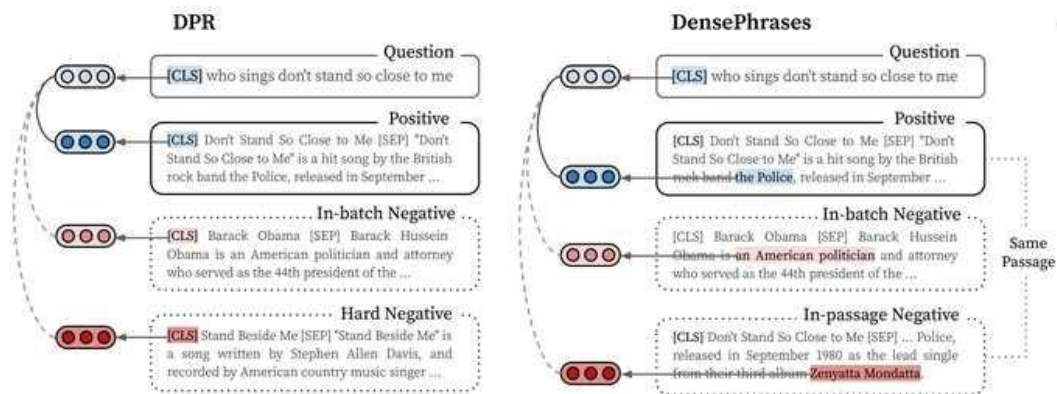 DPR
Question
[CLS] who sings don't stand so close to me
Positive
[CLS] Don't Stand So Close to Me [SEP] "Don't
Stand So Close to Me" is a hit song by the British
rock band the Police, released in September ...
In-batch Negative
[CLS] Barack Obama [SEP] Barack Hussein
Obama is an American politician and attorney
who served as the 44th president of the ...
Hard Negative
[CLS] Stand Beside Me [SEP] "Stand Beside Me" is
a song written by Stephen Allen Davis, and
recorded by American country music singer ...
DensePhrases
Question
[CLS] who sings don't stand so close to me
Positive
[CLS] Don't Stand So Close to Me [SEP] "Don't
Stand So Close to Me" is a hit song by the British
rock band the Police, released in September ...
In-batch Negative
[CLS] Barack Obama [SEP] Barack Hussein
Obama is an American politician and attorney
who served as the 44th president of the ...
In-passage Negative
[CLS] Don't Stand So Close to Me [SEP] ... Police,
released in September 1980 as the lead single
from their third album Zenyatta Mondatta.
Same
Passage